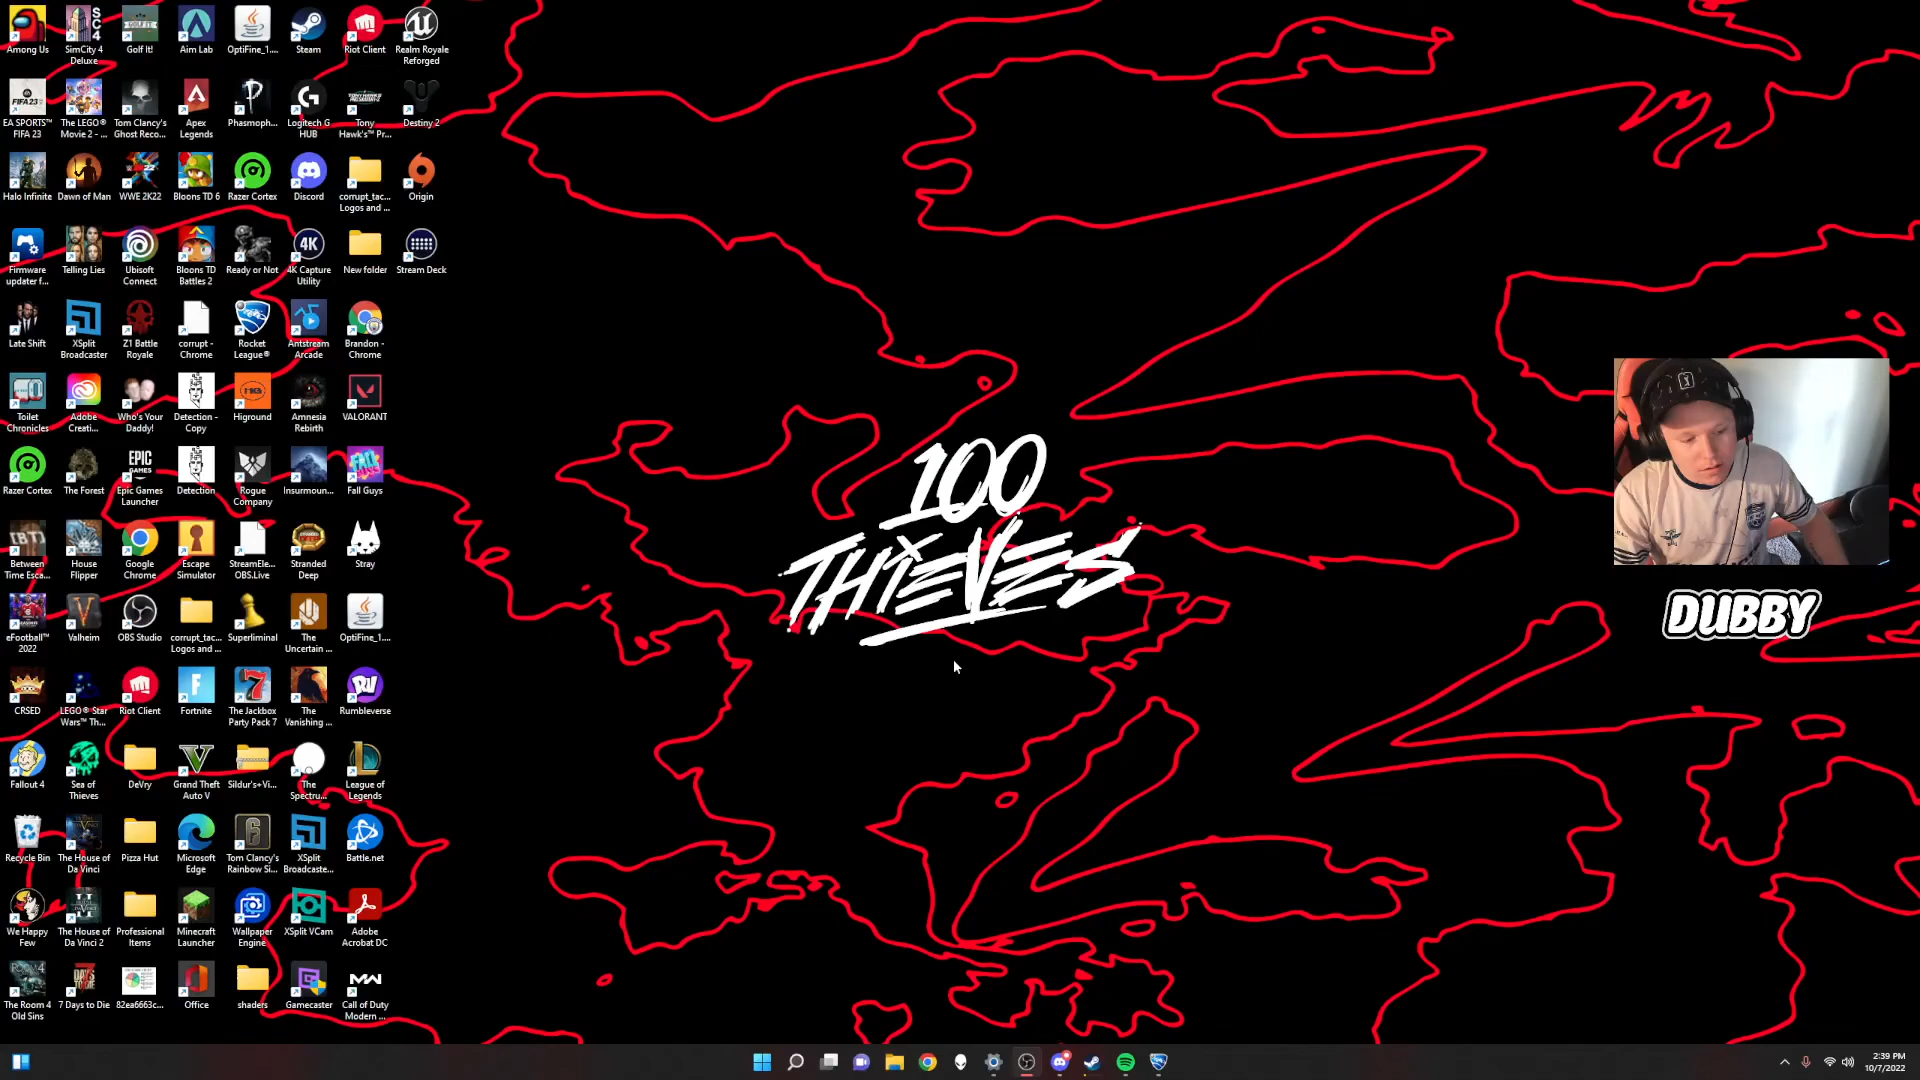 Among Us
SimCity 4
Deluxe
Golf It!
Aim Lab
OptiFine_1....
Steam
Riot Client
Realm Royale
Reforged
EA SPORTS™
FIFA 23
The LEGO®
Movie 2 - ...
Tom Clancy's
Ghost Reco...
Apex
Legends
Phasmoph...
Logitech G
HUB
Tony
Hawk's™ Pr...
Destiny 2
Halo Infinite
Dawn of Man
WWE 2K22
Bloons TD 6
Razer Cortex
Discord
corrupt_tac...
Logos and ...
Origin
Firmware
updater f...
Telling Lies
Ubisoft
Connect
Bloons TD
Battles 2
Ready or Not
4K Capture
Utility
New folder
Stream Deck
Late Shift
XSplit
Broadcaster
Z1 Battle
Royale
corrupt -
Chrome
Rocket
League®
Antstream
Arcade
Brandon -
Chrome
Toilet
Chronicles
Adobe
Creati...
Who's Your
Daddy!
Detection -
Copy
Higround
Amnesia
Rebirth
VALORANT
Razer Cortex
The Forest
Epic Games
Launcher
Detection
Rogue
Company
Insurmoun...
Fall Guys
Between
Time Esca...
House
Flipper
Google
Chrome
Escape
Simulator
StreamEle...
OBS.Live
Stranded
Deep
Stray
eFootball™
2022
Valheim
OBS Studio
corrupt_tac...
Logos and ...
Superliminal
The
Uncertain ...
OptiFine_1....
CRSED
LEGO® Star
Wars™ Th...
Riot Client
Fortnite
The Jackbox
Party Pack 7
The
Vanishing ...
Rumbleverse
Fallout 4
Sea of
Thieves
DeVry
Grand Theft
Auto V
Sildur's+Vi...
The
Spectru...
League of
Legends
Recycle Bin
The House of
Da Vinci
Pizza Hut
Microsoft
Edge
Tom Clancy's
Rainbow Si...
XSplit
Broadcaste...
Battle.net
We Happy
Few
The House of
Da Vinci 2
Professional
Items
Minecraft
Launcher
Wallpaper
Engine
XSplit VCam
Adobe
Acrobat DC
The Room 4
Old Sins
7 Days to Die
82ea6663c...
Office
shaders
Gamecaster
Call of Duty
Modern ...
100
THIEVES
DUBBY
2:39 PM
10/7/2022